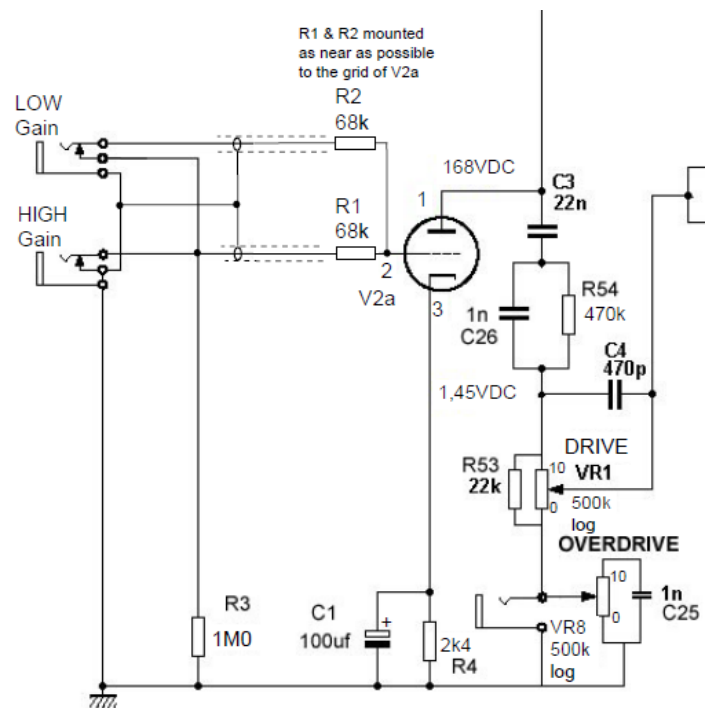 R1 & R2 mounted
as near as possible
to the grid of V2a
LOW
Gain
R2
68k
168VDC
1
C3
22n
HIGH
Gain
R1
68k
2
V2a
3
1n
C26
R54
470k
C4
470p
1,45VDC
DRIVE
R53
22k
10
VR1
0
500k
log
OVERDRIVE
R3
1M0
C1
100uf
+
2k4
R4
10
0
1n
C25
VR8
500k
log